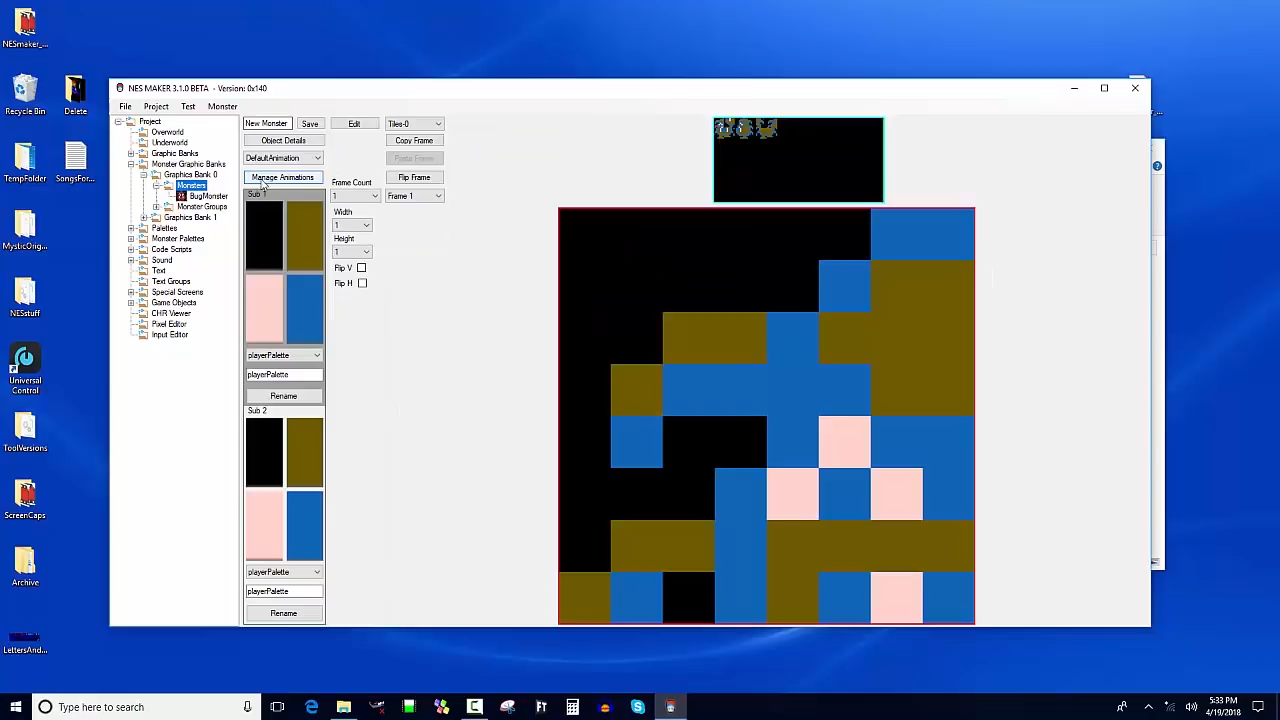 NESmaker_...
Recycle Bin
Delete
TempFolder
SongsFor...
MysticOrig...
NESstuff
Universal
Control
ToolVersions
ScreenCaps
Archive
LettersAnd...
NES MAKER 3.1.0 BETA - Version: 0x140
File Project Test Monster
Project
Overworld
Underworld
Graphic Banks
Monster Graphic Banks
Graphics Bank 0
Monsters
BugMonster
Monster Groups
Graphics Bank 1
Palettes
Monster Palettes
Code Scripts
Sound
Text
Text Groups
Special Screens
Game Objects
CHR Viewer
Pixel Editor
Input Editor
New Monster Save Edit Tiles-0
Object Details Copy Frame
DefaultAnimation
Manage Animations Flip Frame
Frame Count
Sub 1 1 Frame 1
Width
1
Height
1
Flip V
Flip H
playerPalette
playerPalette
Rename
Sub 2
playerPalette
playerPalette
Rename
Type here to search
5:33 PM
4/19/2018